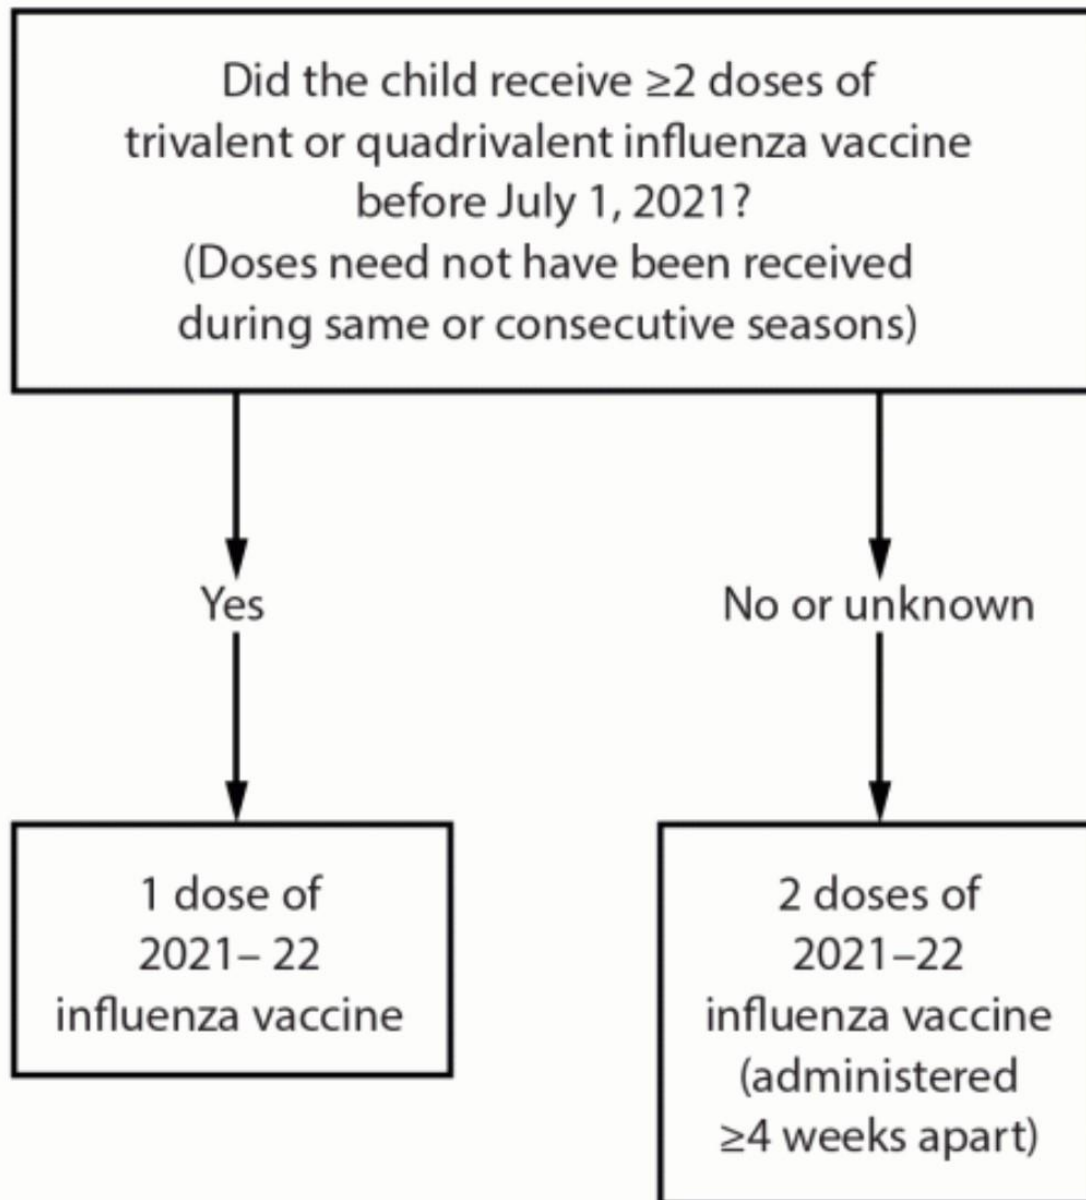 Did the child receive ≥2 doses of
trivalent or quadrivalent influenza vaccine
before July 1, 2021?
(Doses need not have been received
during same or consecutive seasons)
Yes
No or unknown
1 dose of
2021– 22
influenza vaccine
2 doses of
2021–22
influenza vaccine
(administered
≥4 weeks apart)